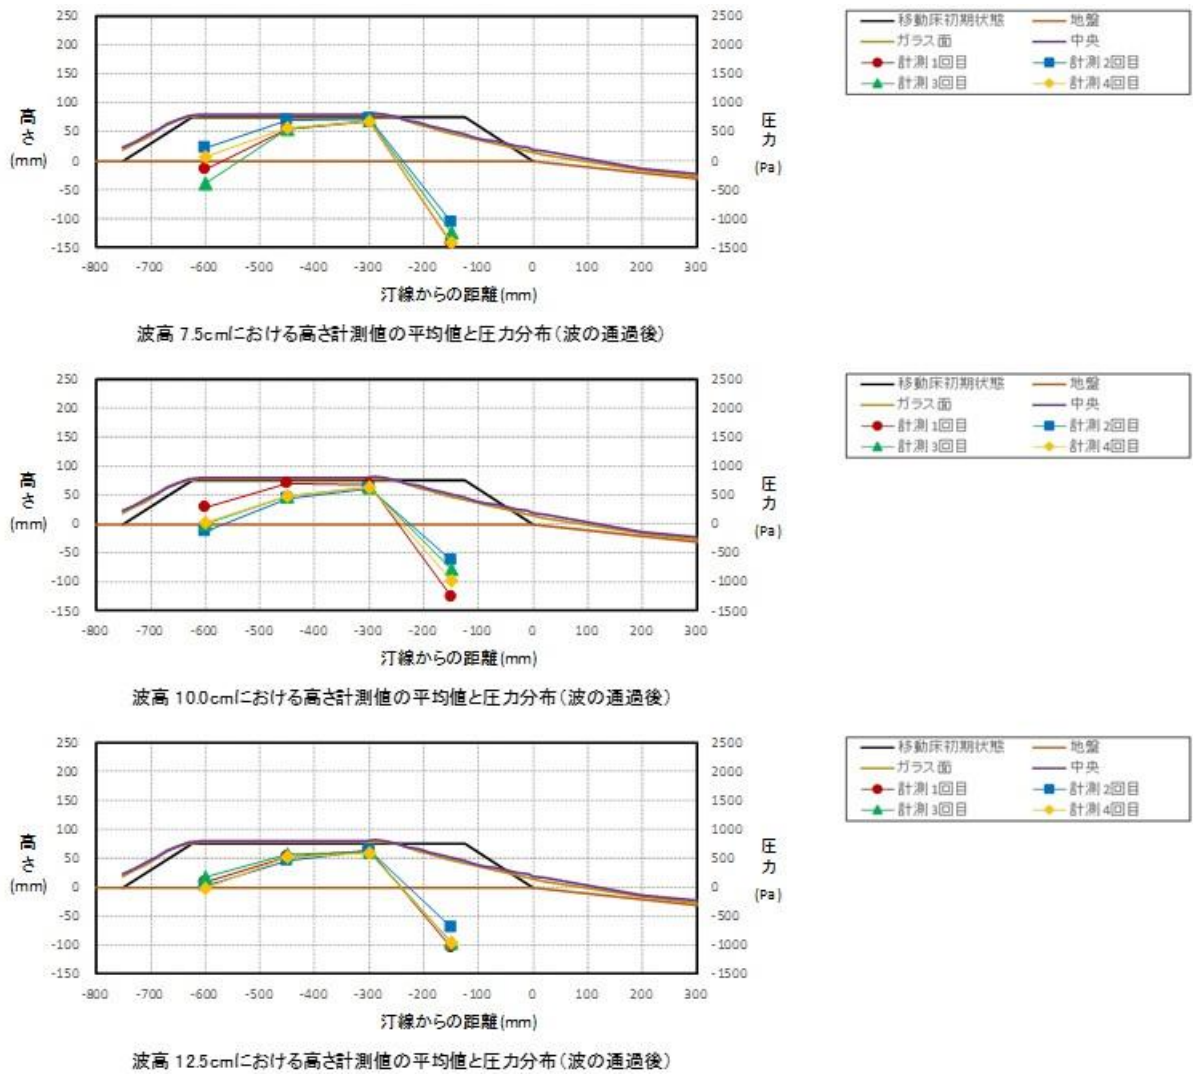 250
200
150
100
50
0
-50
-100
-150
高さ
(mm)
2500
2000
1500
1000
500
0
-500
-1000
-1500
圧力
(Pa)
-800 -700 -600 -500 -400 -300 -200 -100 0 100 200 300
汀線からの距離(mm)
移動床初期状態 地盤
ガラス面 中央
計測1回目 計測2回目
計測3回目 計測4回目
波高 7.5cmにおける高さ計測値の平均値と圧力分布(波の通過後)
250
200
150
100
50
0
-50
-100
-150
高さ
(mm)
2500
2000
1500
1000
500
0
-500
-1000
-1500
圧力
(Pa)
-800 -700 -600 -500 -400 -300 -200 -100 0 100 200 300
汀線からの距離(mm)
移動床初期状態 地盤
ガラス面 中央
計測1回目 計測2回目
計測3回目 計測4回目
波高 10.0cmにおける高さ計測値の平均値と圧力分布(波の通過後)
250
200
150
100
50
0
-50
-100
-150
高さ
(mm)
2500
2000
1500
1000
500
0
-500
-1000
-1500
圧力
(Pa)
-800 -700 -600 -500 -400 -300 -200 -100 0 100 200 300
汀線からの距離(mm)
移動床初期状態 地盤
ガラス面 中央
計測1回目 計測2回目
計測3回目 計測4回目
波高 12.5cmにおける高さ計測値の平均値と圧力分布(波の通過後)